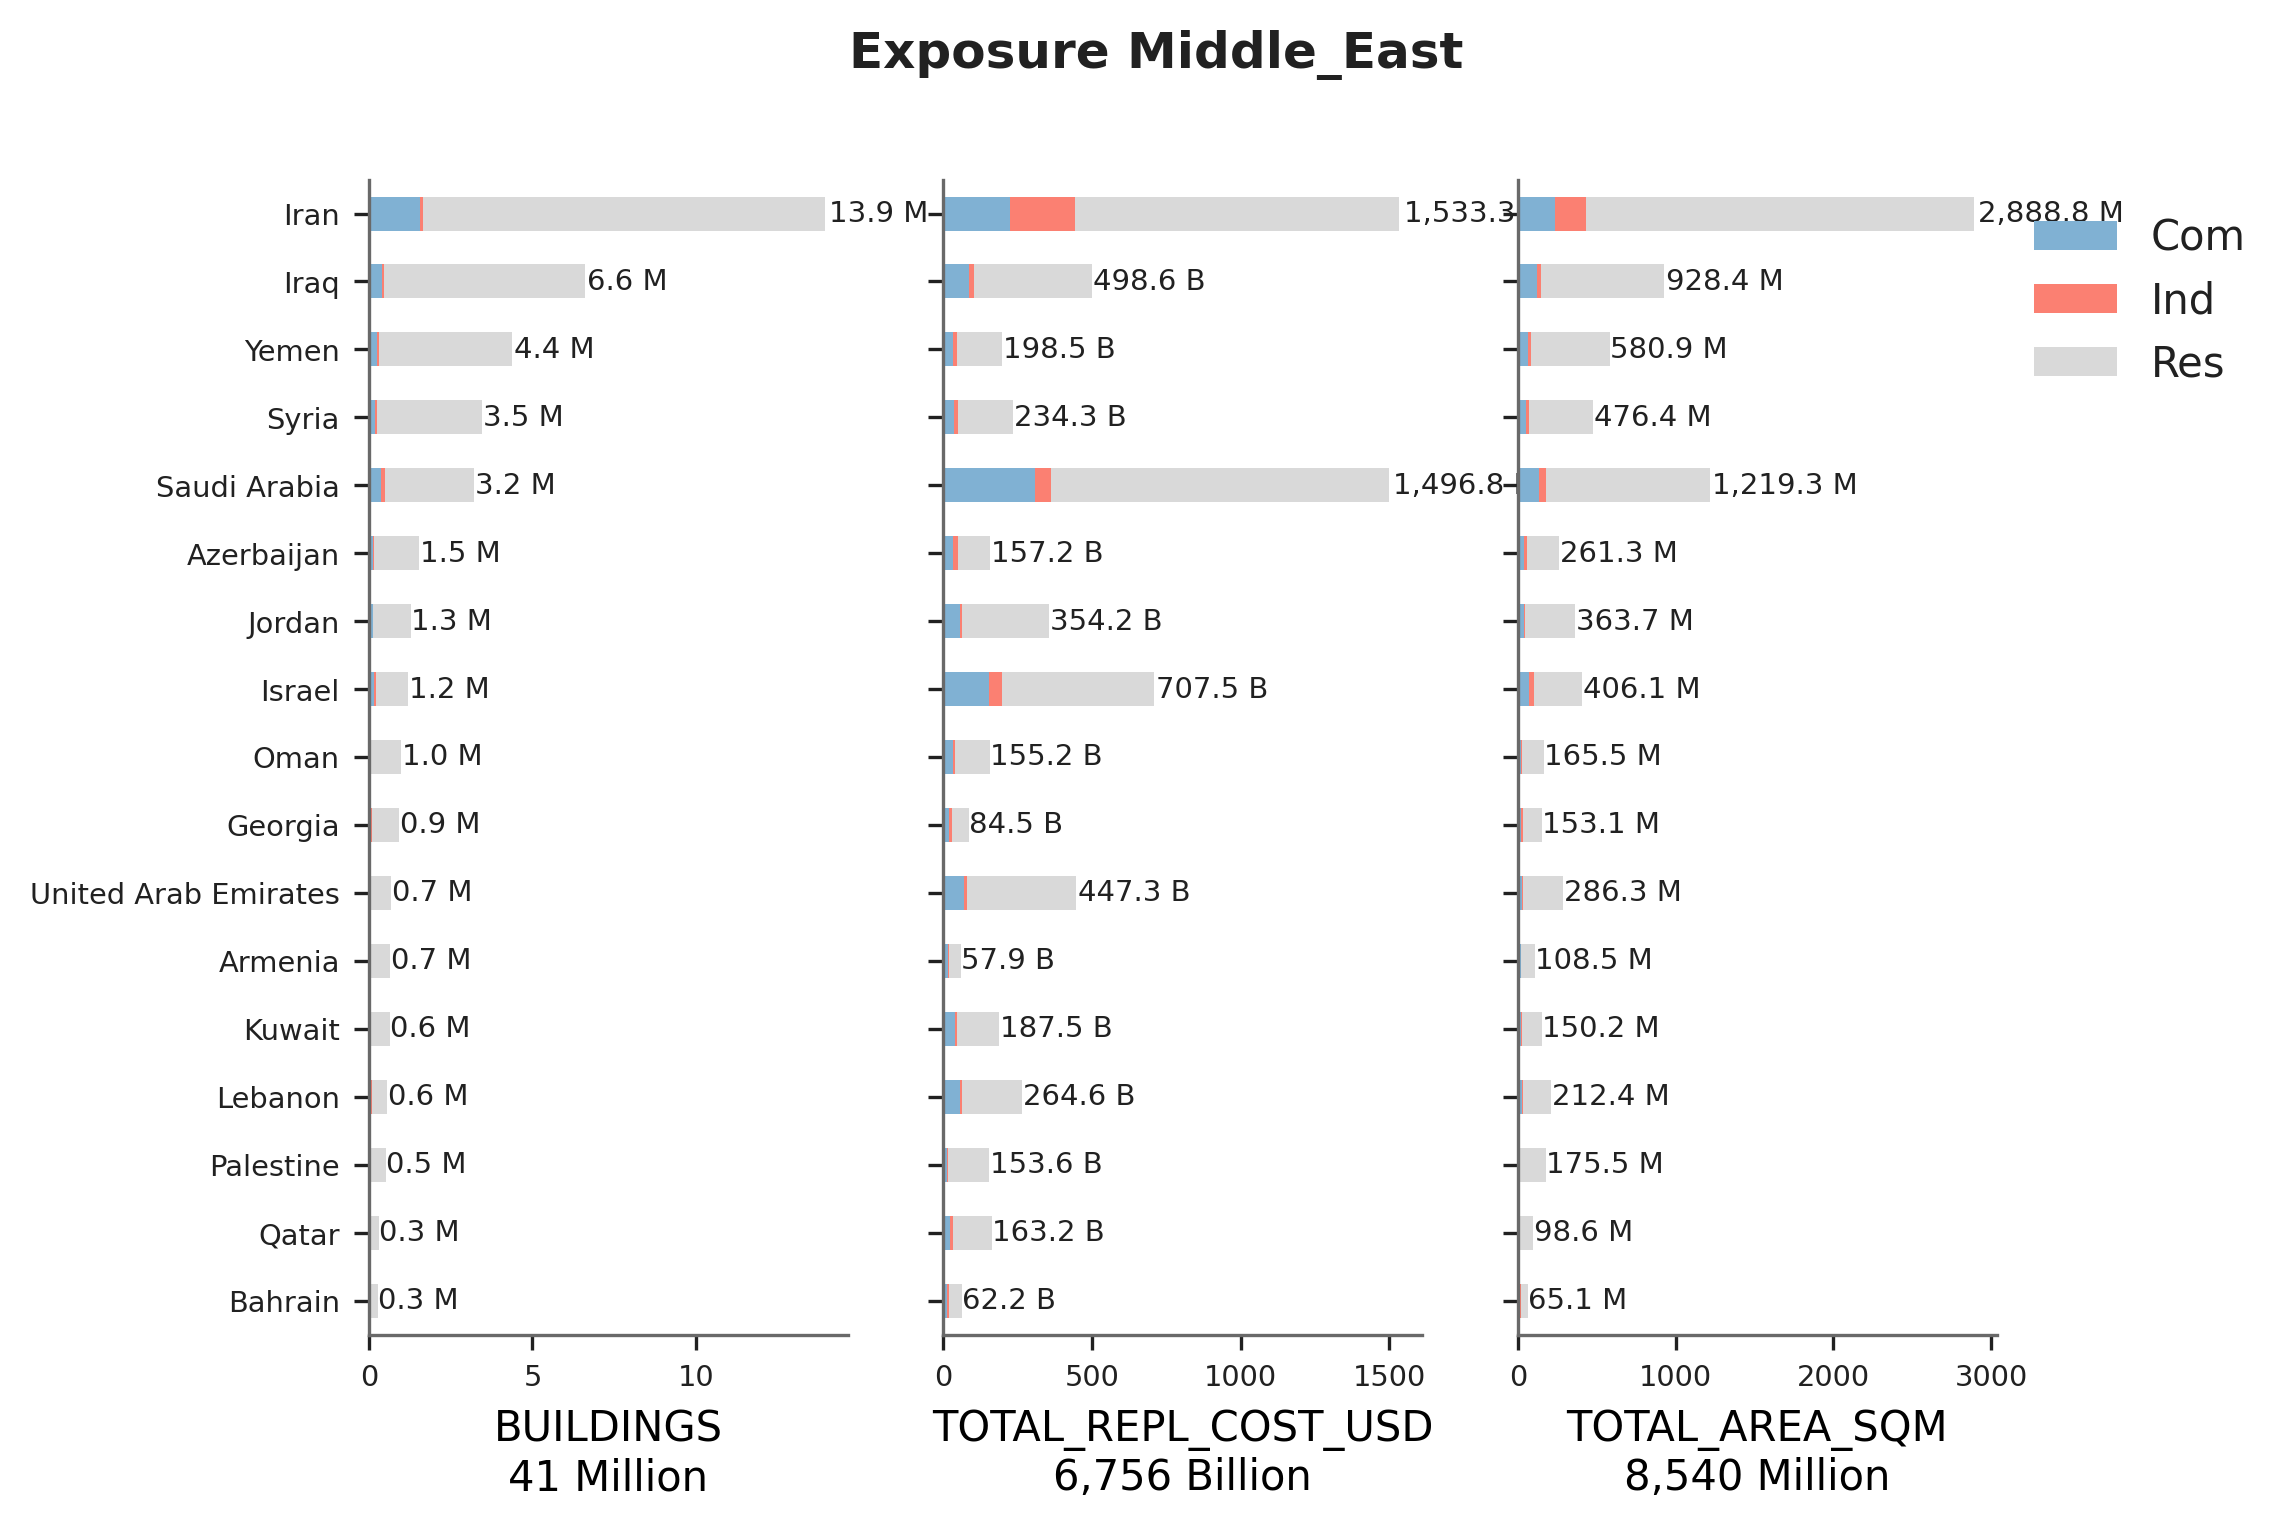 Exposure Middle_East
Iran 13.9 M 1,533.3 2,888.8 M
Iraq 6.6 M 498.6 B 928.4 M
Yemen 4.4 M 198.5 B 580.9 M
Syria 3.5 M 234.3 B 476.4 M
Saudi Arabia 3.2 M 1,496.8 1,219.3 M
Azerbaijan 1.5 M 157.2 B 261.3 M
Jordan 1.3 M 354.2 B 363.7 M
Israel 1.2 M 707.5 B 406.1 M
Oman 1.0 M 155.2 B 165.5 M
Georgia 0.9 M 84.5 B 153.1 M
United Arab Emirates 0.7 M 447.3 B 286.3 M
Armenia 0.7 M 57.9 B 108.5 M
Kuwait 0.6 M 187.5 B 150.2 M
Lebanon 0.6 M 264.6 B 212.4 M
Palestine 0.5 M 153.6 B 175.5 M
Qatar 0.3 M 163.2 B 98.6 M
Bahrain 0.3 M 62.2 B 65.1 M
Com
Ind
Res
0 5 10
0 500 1000 1500
0 1000 2000 3000
BUILDINGS
41 Million
TOTAL_REPL_COST_USD
6,756 Billion
TOTAL_AREA_SQM
8,540 Million